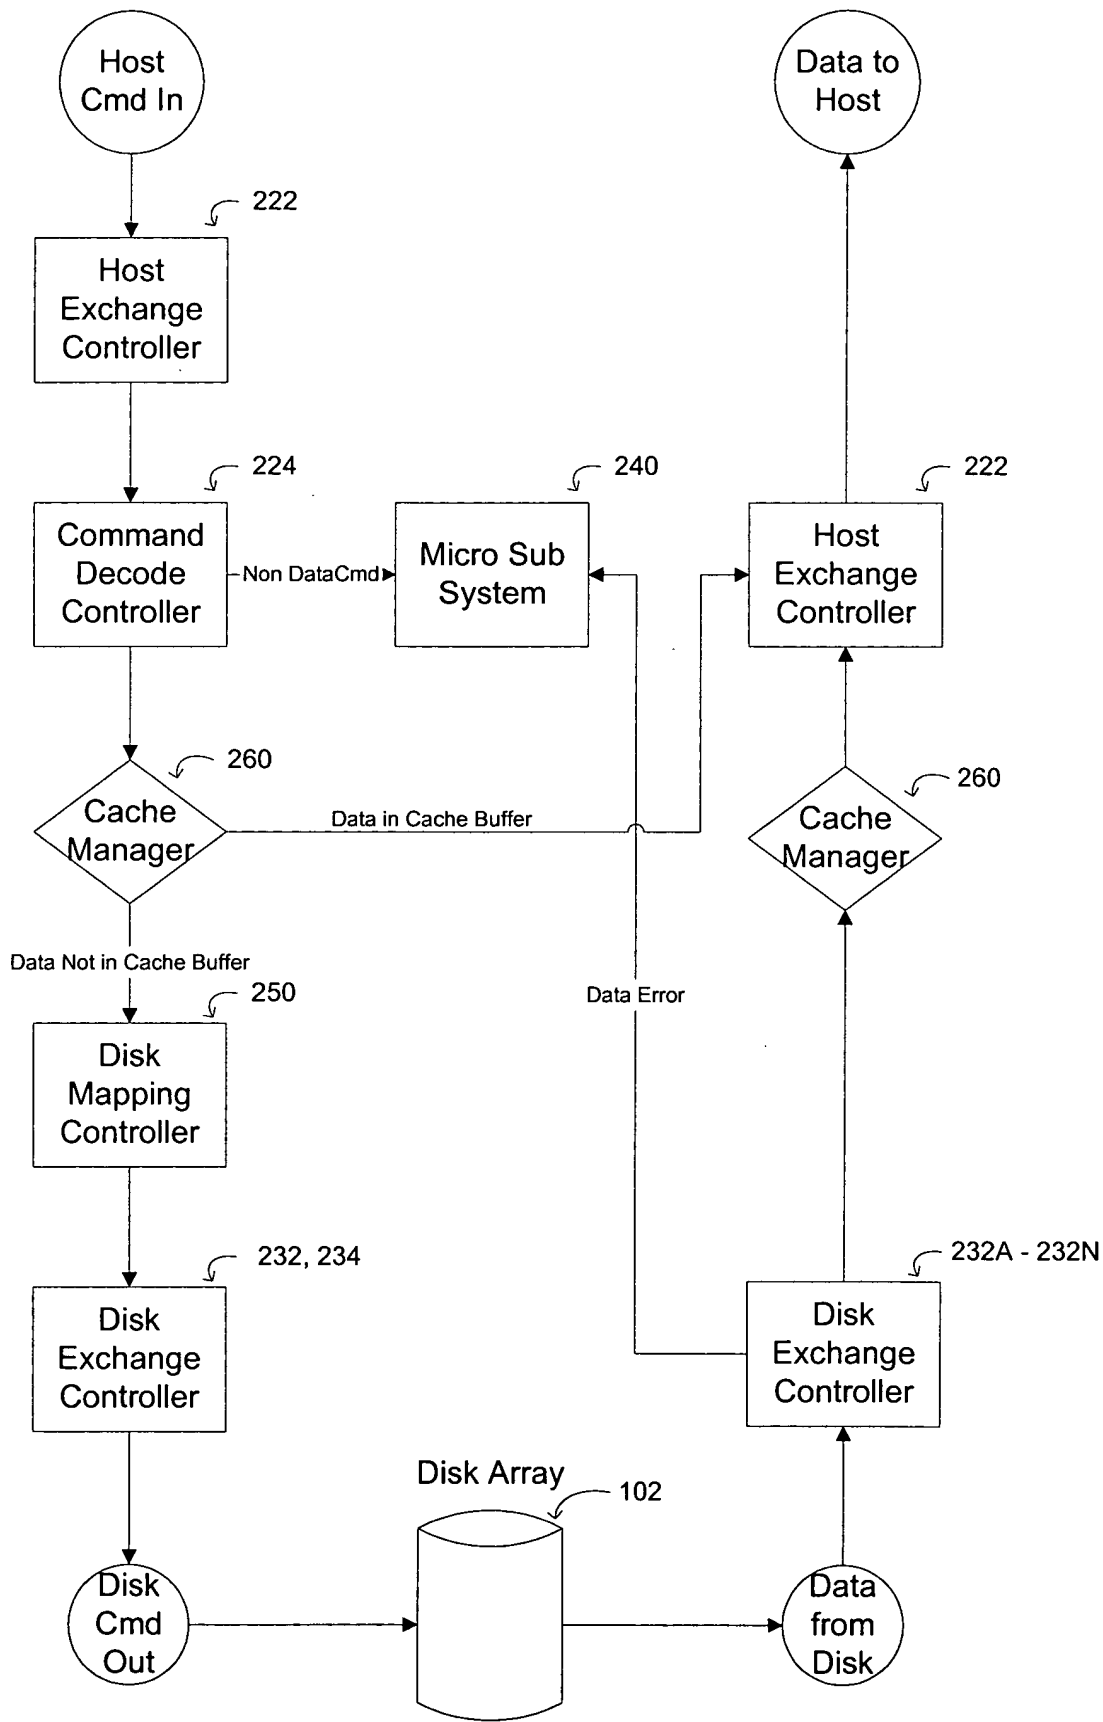 Host
Cmd In
Data to
Host
222
Host
Exchange
Controller
224
240
222
Command
Decode
Controller
Non DataCmd
Micro Sub
System
Host
Exchange
Controller
260
Cache
Manager
Data in Cache Buffer
260
Cache
Manager
Data Not in Cache Buffer
250
Data Error
Disk
Mapping
Controller
232, 234
232A - 232N
Disk
Exchange
Controller
Disk
Exchange
Controller
Disk Array
102
Disk
Cmd
Out
Data
from
Disk